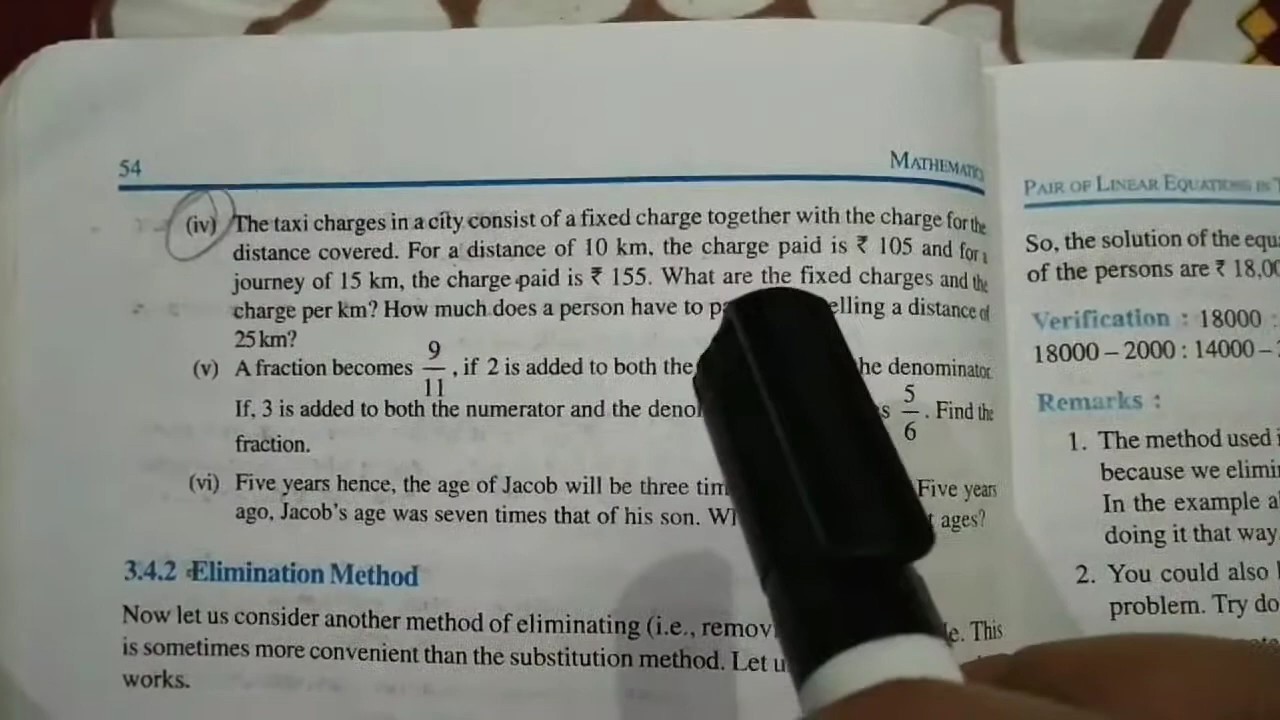 54
MATHEMATICS
(iv) The taxi charges in a city consist of a fixed charge together with the charge for the
distance covered. For a distance of 10 km, the charge paid is ₹ 105 and for a
journey of 15 km, the charge paid is ₹ 155. What are the fixed charges and the
charge per km? How much does a person have to elling a distance of
25 km?
(v) A fraction becomes 9/11, if 2 is added to both the he denominator.
If, 3 is added to both the numerator and the deno s 5/6. Find the
fraction.
(vi) Five years hence, the age of Jacob will be three tim Five years
ago, Jacob's age was seven times that of his son. ages?
3.4.2 Elimination Method
Now let us consider another method of eliminating (i.e., remov e. This
is sometimes more convenient than the substitution method. Let u
works.
PAIR OF LINEAR EQUATIONS IN T
So, the solution of the equ
of the persons are ₹ 18,00
Verification : 18000 :
18000 – 2000 : 14000 –
Remarks :
1. The method used i
because we elimi
In the example a
doing it that way
2. You could also
problem. Try do